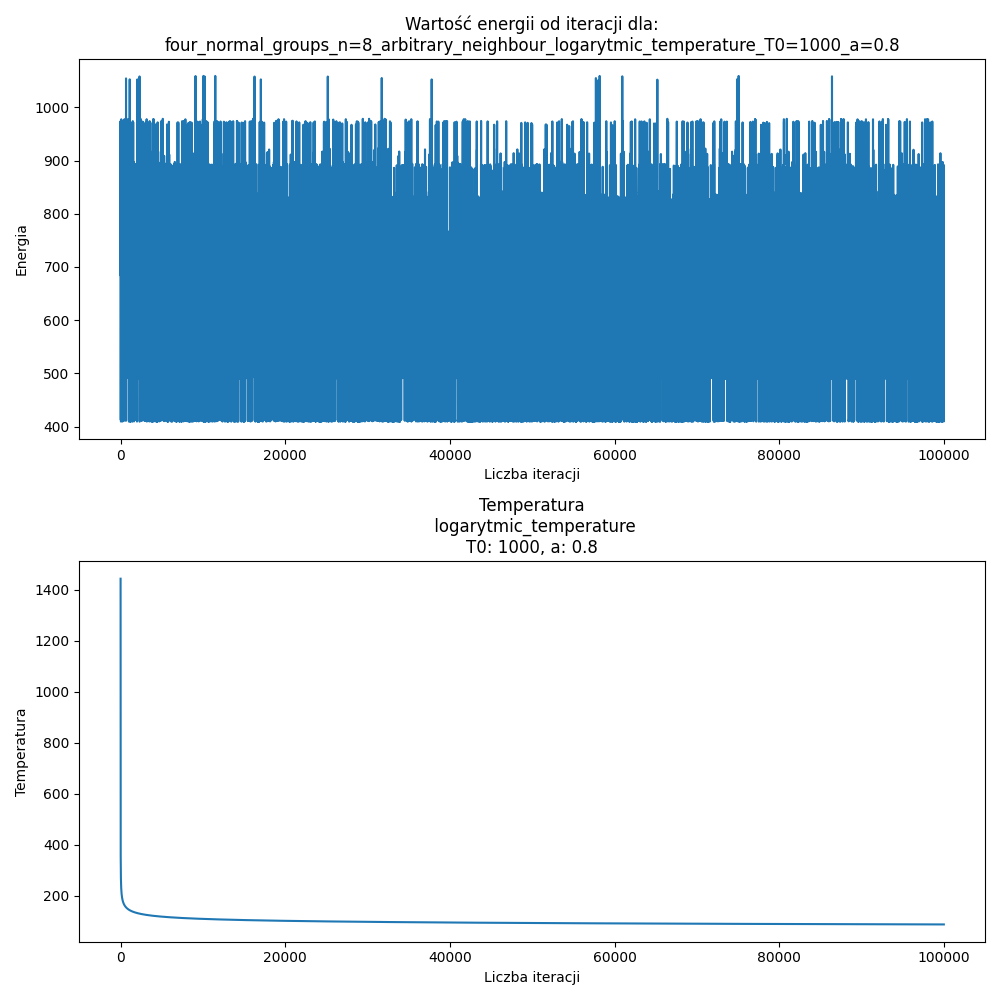 Wartość energii od iteracji dla:
four_normal_groups_n=8_arbitrary_neighbour_logarytmic_temperature_T0=1000_a=0.8
1000
900
800
700
600
500
400
Energia
0 20000 40000 60000 80000 100000
Liczba iteracji
Temperatura
logarytmic_temperature
T0: 1000, a: 0.8
1400
1200
1000
800
600
400
200
Temperatura
0 20000 40000 60000 80000 100000
Liczba iteracji